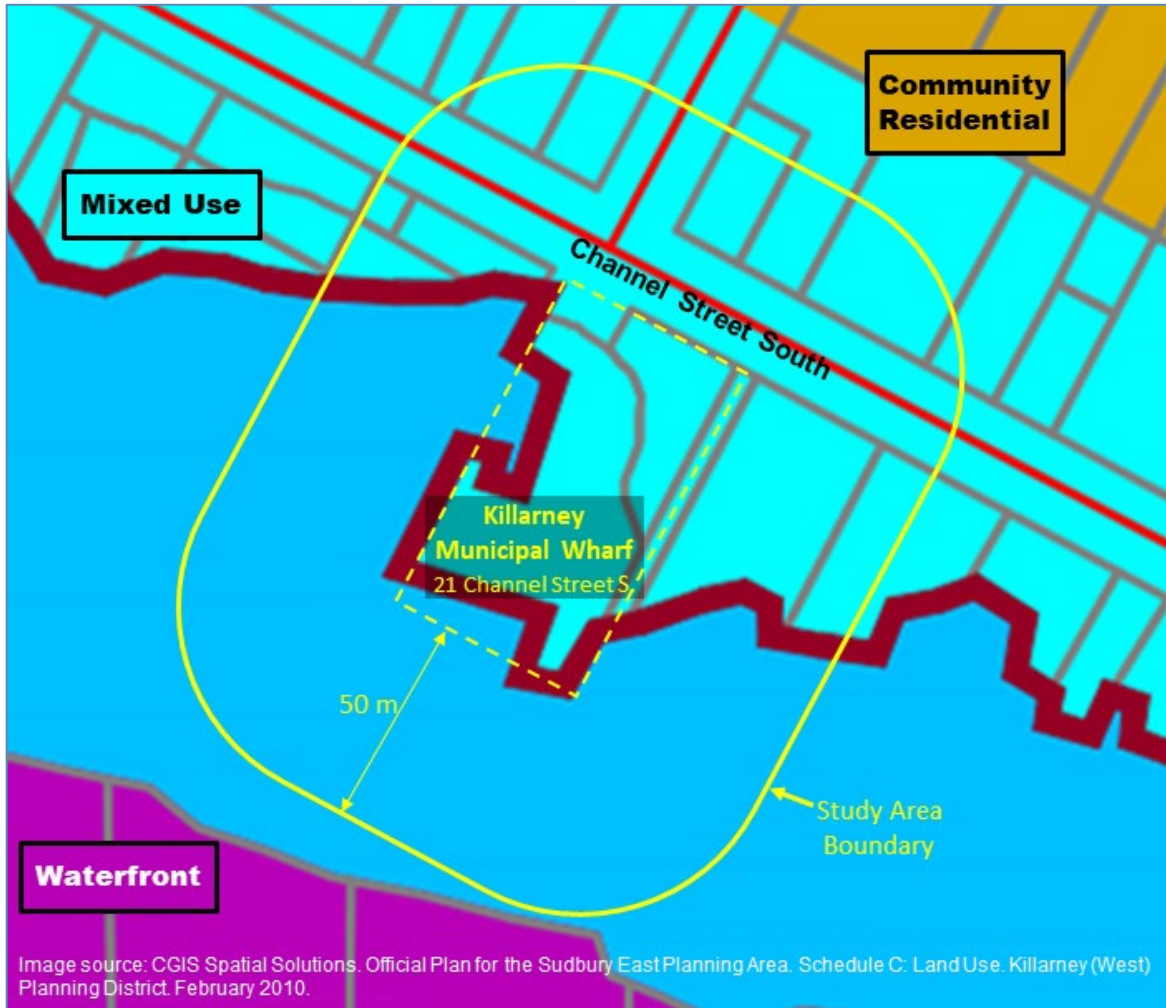 Community
Residential
Mixed Use
Channel Street South
Killarney
Municipal Wharf
21 Channel Street S.
50 m
Study Area
Boundary
Waterfront
Image source: CGIS Spatial Solutions. Official Plan for the Sudbury East Planning Area. Schedule C: Land Use. Killarney (West)
Planning District. February 2010.